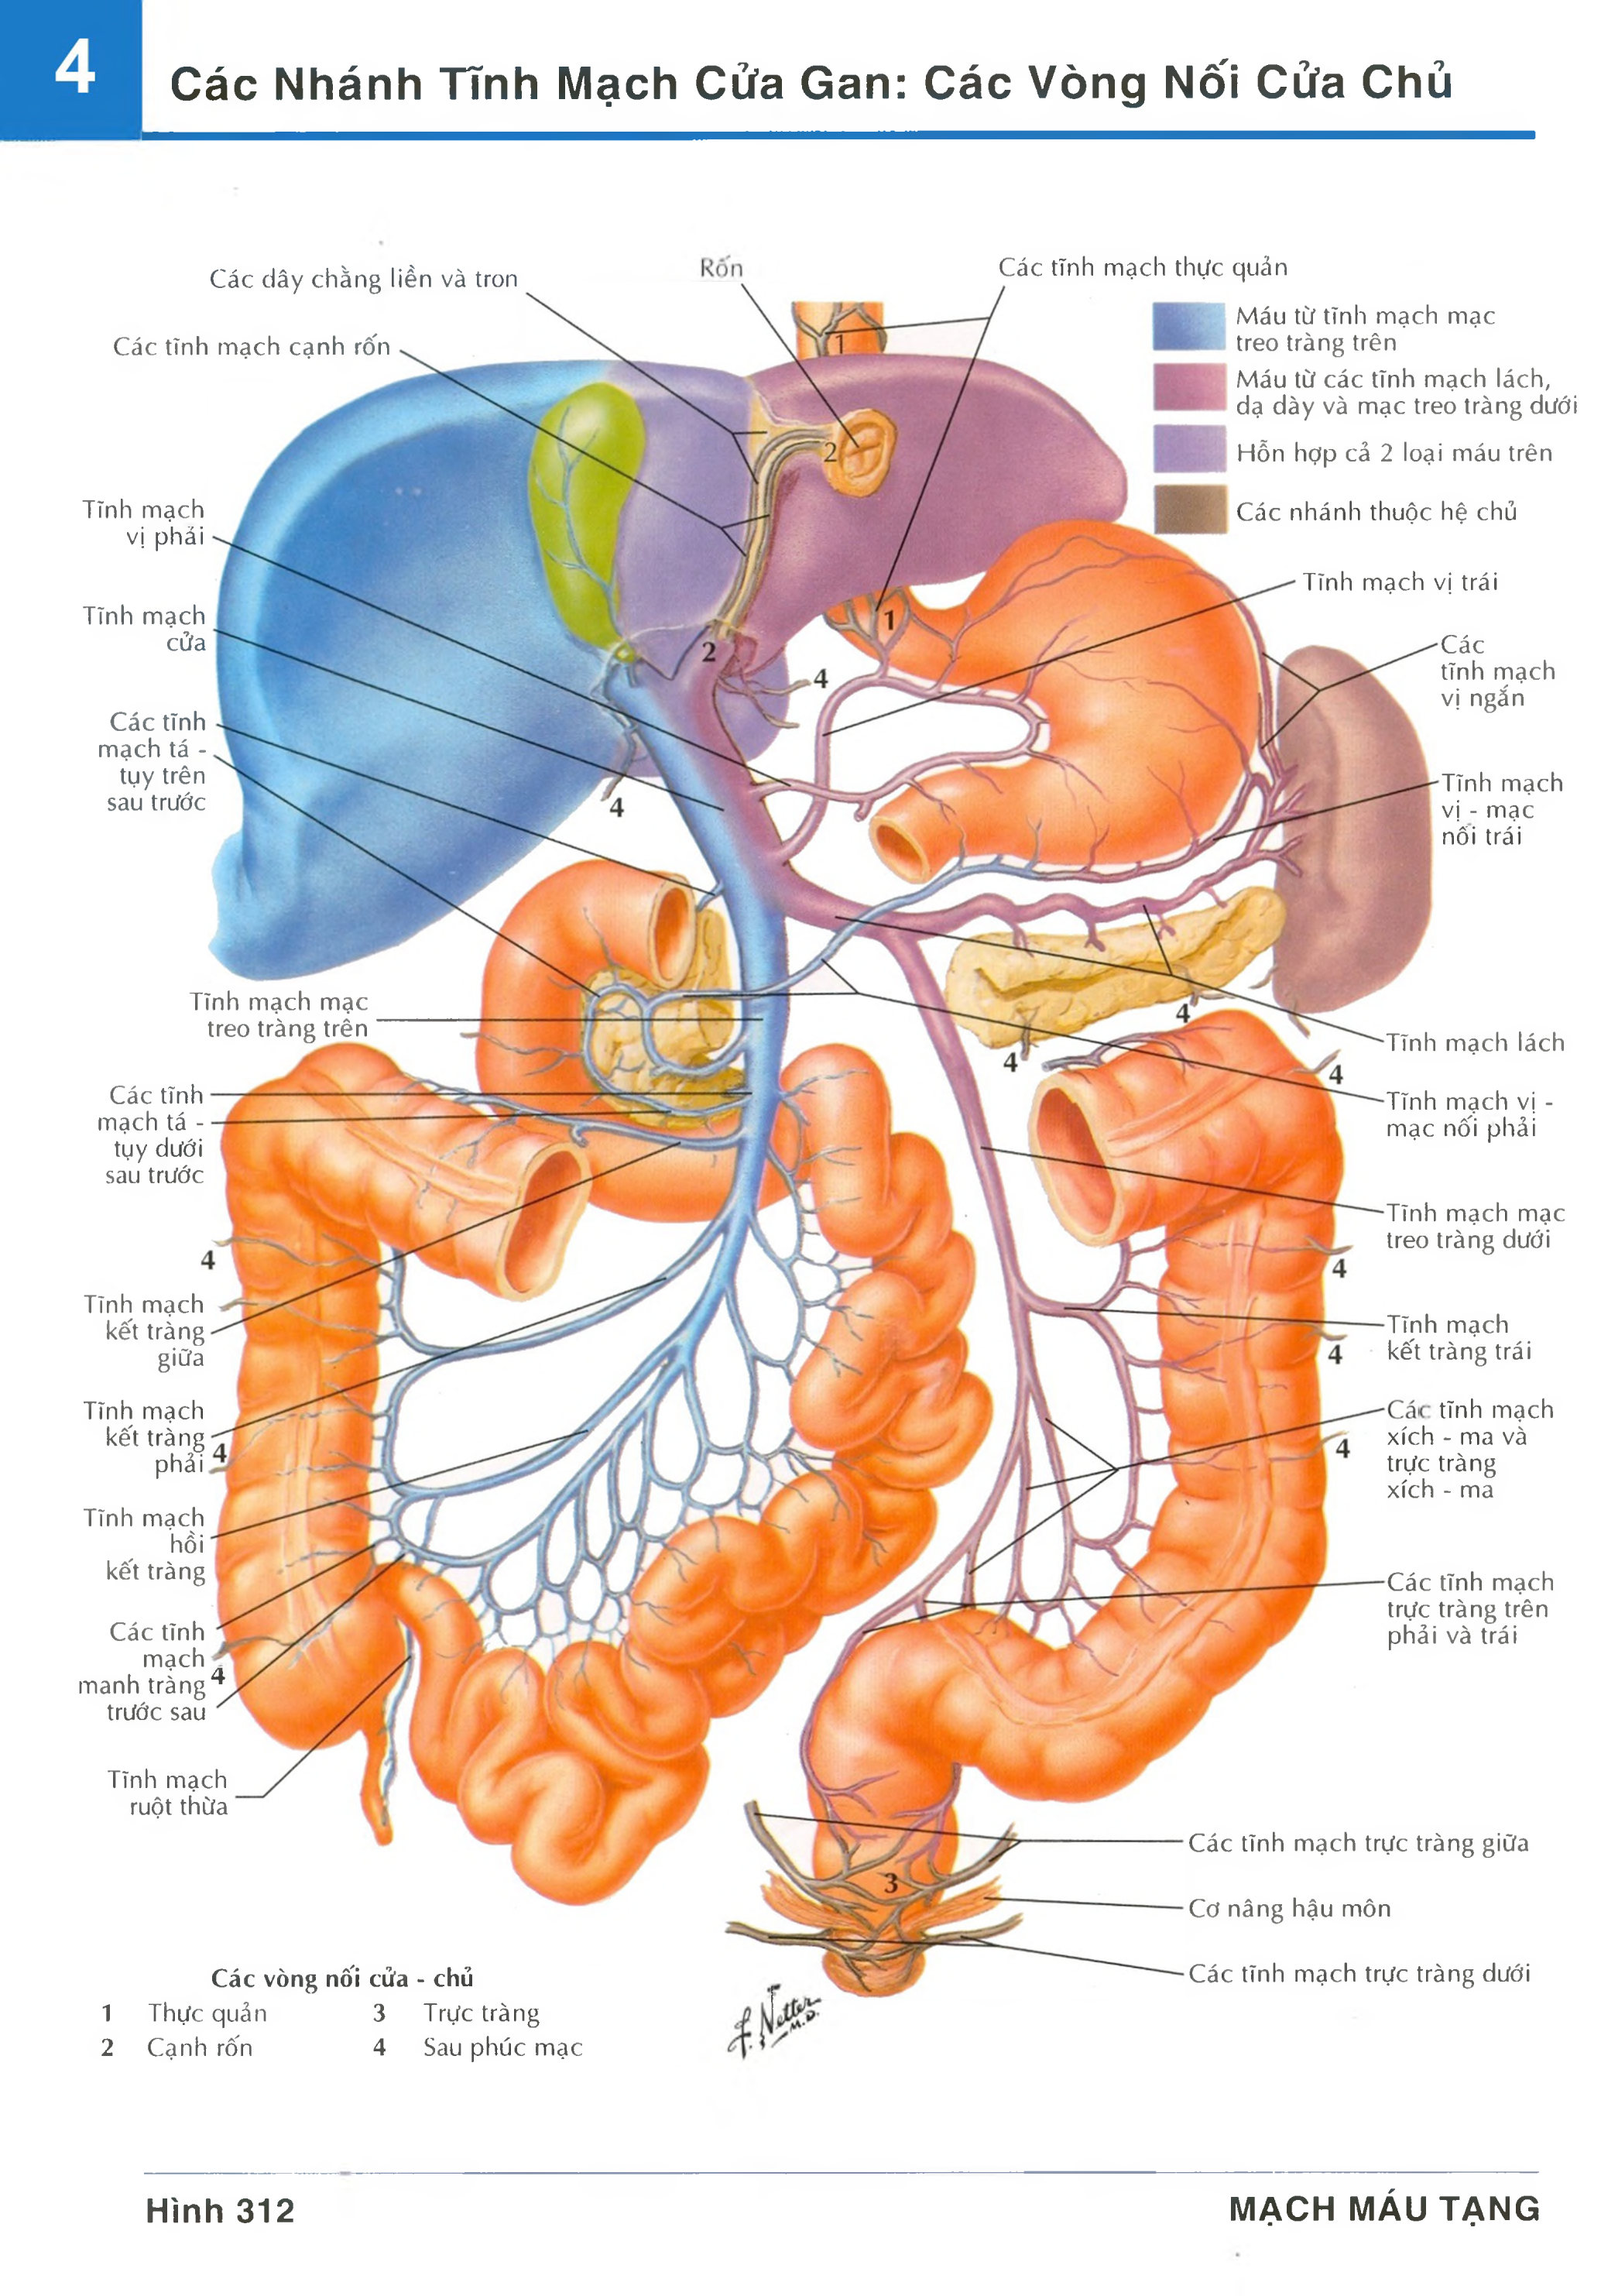 4
Các Nhánh Tĩnh Mạch Cửa Gan: Các Vòng Nối Cửa Chủ
Các dây chằng liền và tron
Rốn
Các tĩnh mạch thực quản
Các tĩnh mạch cạnh rốn
Máu từ tĩnh mạch mạc
treo tràng trên
Máu từ các tĩnh mạch lách,
dạ dày và mạc treo tràng dưới
Hỗn hợp cả 2 loại máu trên
Các nhánh thuộc hệ chủ
1
2
Tĩnh mạch
vị phải
Tĩnh mạch
cửa
Các tĩnh
mạch tá -
tụy trên
sau trước
1
2
4
4
Tĩnh mạch vị trái
Các
tĩnh mạch
vị ngắn
Tĩnh mạch
vị - mạc
nối trái
Tĩnh mạch mạc
treo tràng trên
4
4
4
Tĩnh mạch lách
Tĩnh mạch vị -
mạc nối phải
Các tĩnh
mạch tá -
tụy dưới
sau trước
Tĩnh mạch mạc
treo tràng dưới
4
4
Tĩnh mạch
kết tràng
giữa
Tĩnh mạch
kết tràng trái
4
Tĩnh mạch
kết tràng
phải
4
Các tĩnh mạch
xích - ma và
trực tràng
xích - ma
4
Tĩnh mạch
hồi
kết tràng
Các tĩnh mạch
trực tràng trên
phải và trái
Các tĩnh
mạch
manh tràng
trước sau
4
Tĩnh mạch
ruột thừa
Các tĩnh mạch trực tràng giữa
3
Cơ nâng hậu môn
Các tĩnh mạch trực tràng dưới
Các vòng nối cửa - chủ
1 Thực quản 3 Trực tràng
2 Cạnh rốn 4 Sau phúc mạc
F. Netter
M.D.
Hình 312
MẠCH MÁU TẠNG